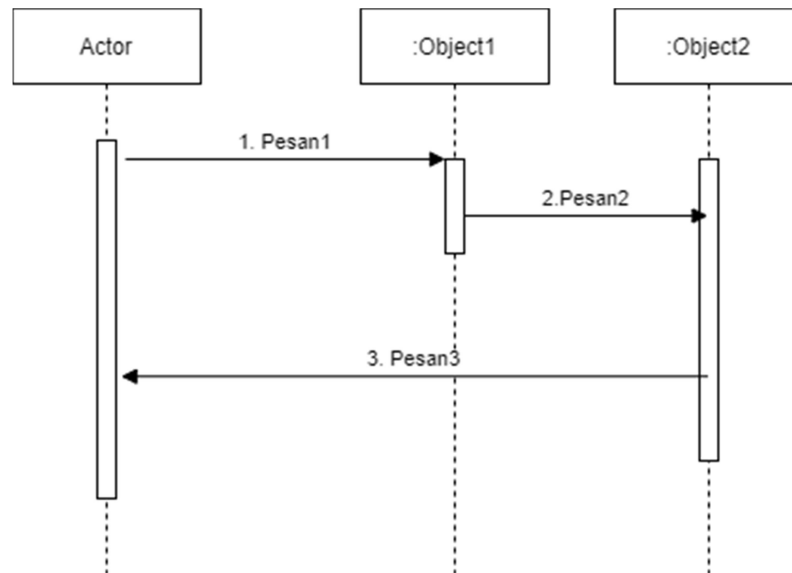 Actor
:Object1
:Object2
1. Pesan1
2.Pesan2
3. Pesan3